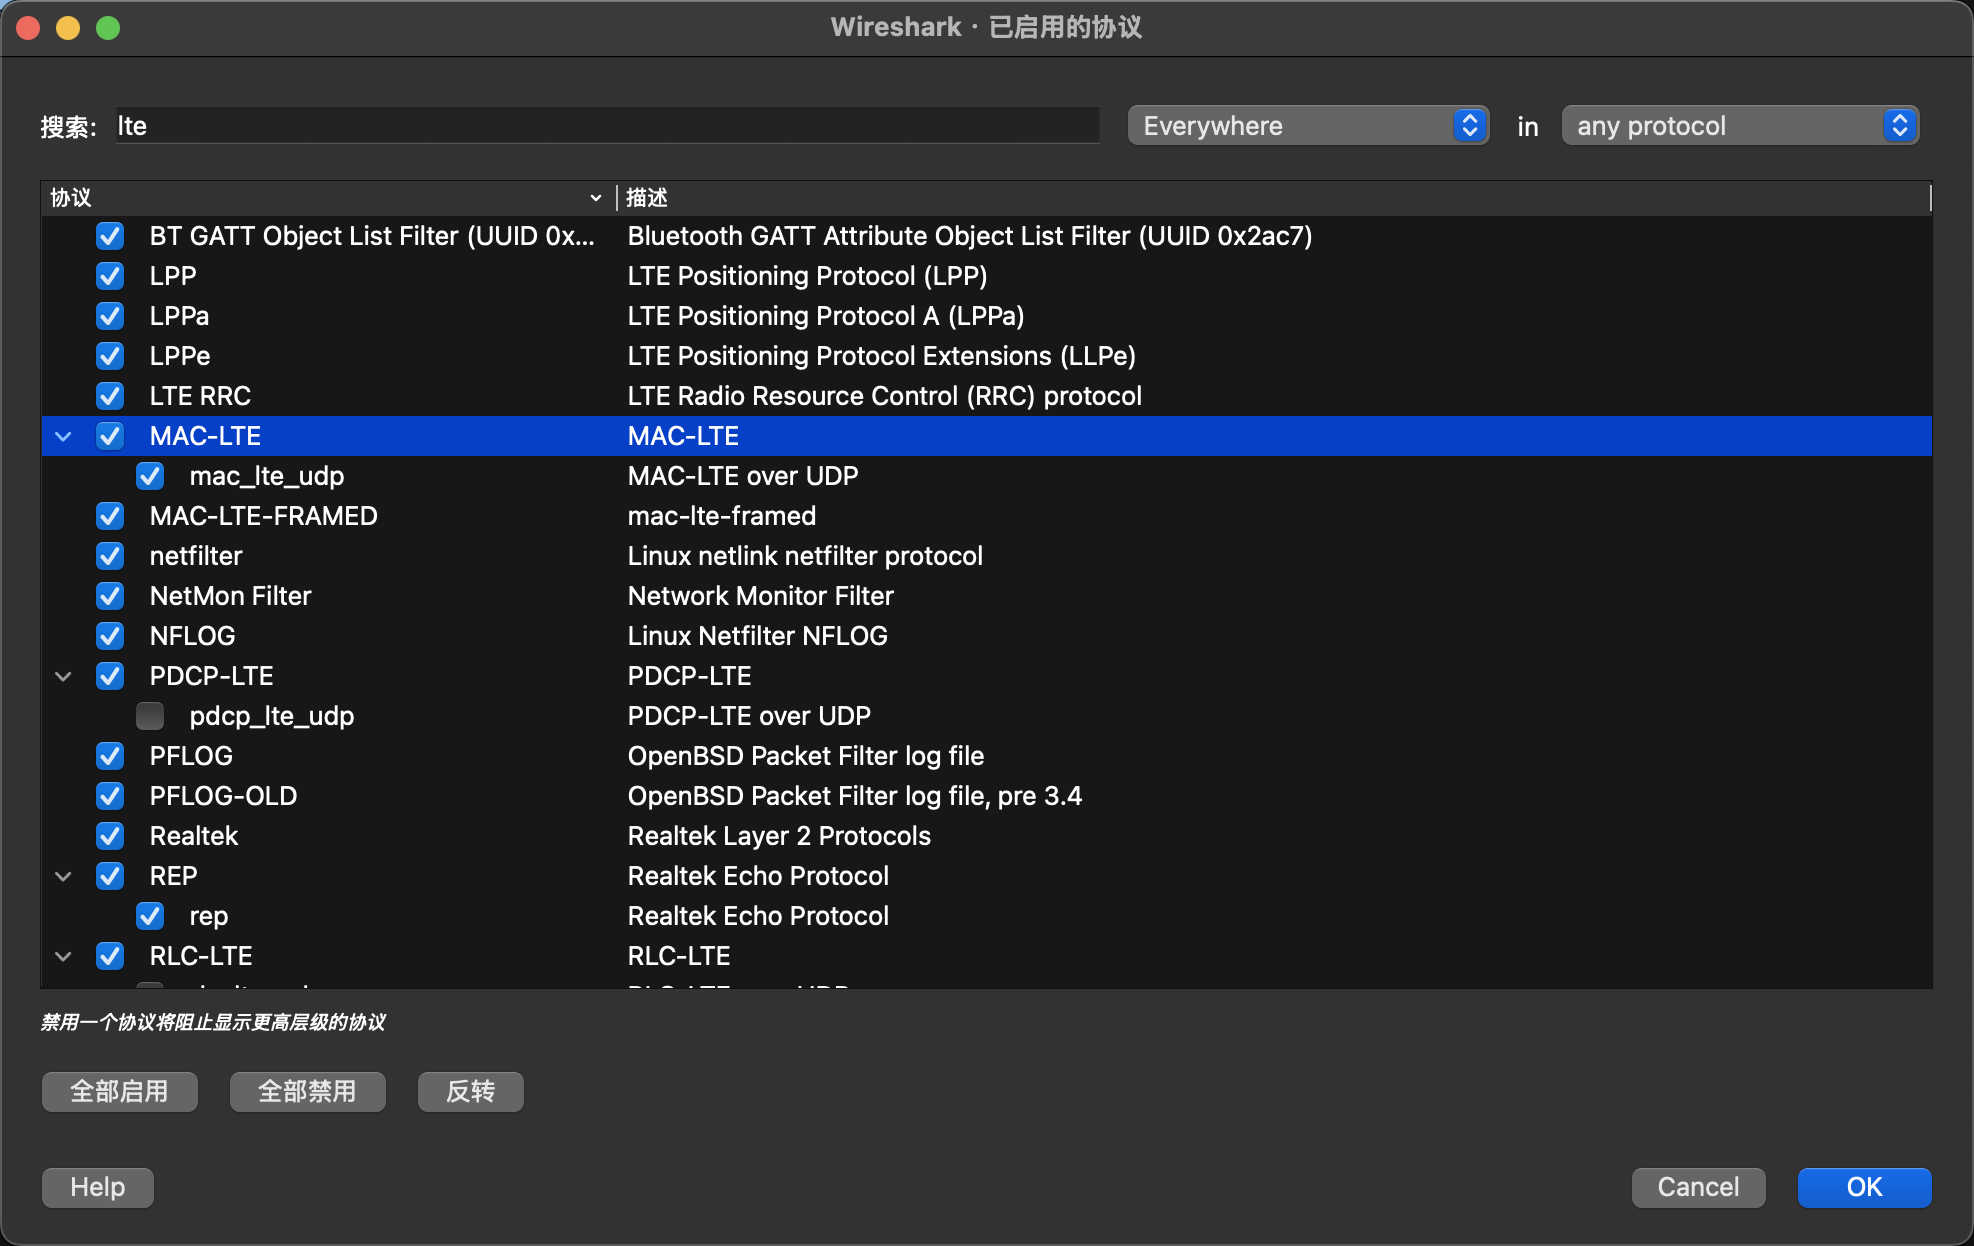 Wireshark · 已启用的协议
搜索: lte Everywhere in any protocol
协议 描述
BT GATT Object List Filter (UUID 0x... Bluetooth GATT Attribute Object List Filter (UUID 0x2ac7)
LPP LTE Positioning Protocol (LPP)
LPPa LTE Positioning Protocol A (LPPa)
LPPe LTE Positioning Protocol Extensions (LLPe)
LTE RRC LTE Radio Resource Control (RRC) protocol
MAC-LTE MAC-LTE
mac_lte_udp MAC-LTE over UDP
MAC-LTE-FRAMED mac-lte-framed
netfilter Linux netlink netfilter protocol
NetMon Filter Network Monitor Filter
NFLOG Linux Netfilter NFLOG
PDCP-LTE PDCP-LTE
pdcp_lte_udp PDCP-LTE over UDP
PFLOG OpenBSD Packet Filter log file
PFLOG-OLD OpenBSD Packet Filter log file, pre 3.4
Realtek Realtek Layer 2 Protocols
REP Realtek Echo Protocol
rep Realtek Echo Protocol
RLC-LTE RLC-LTE
禁用一个协议将阻止显示更高层级的协议
全部启用 全部禁用 反转
Help Cancel OK